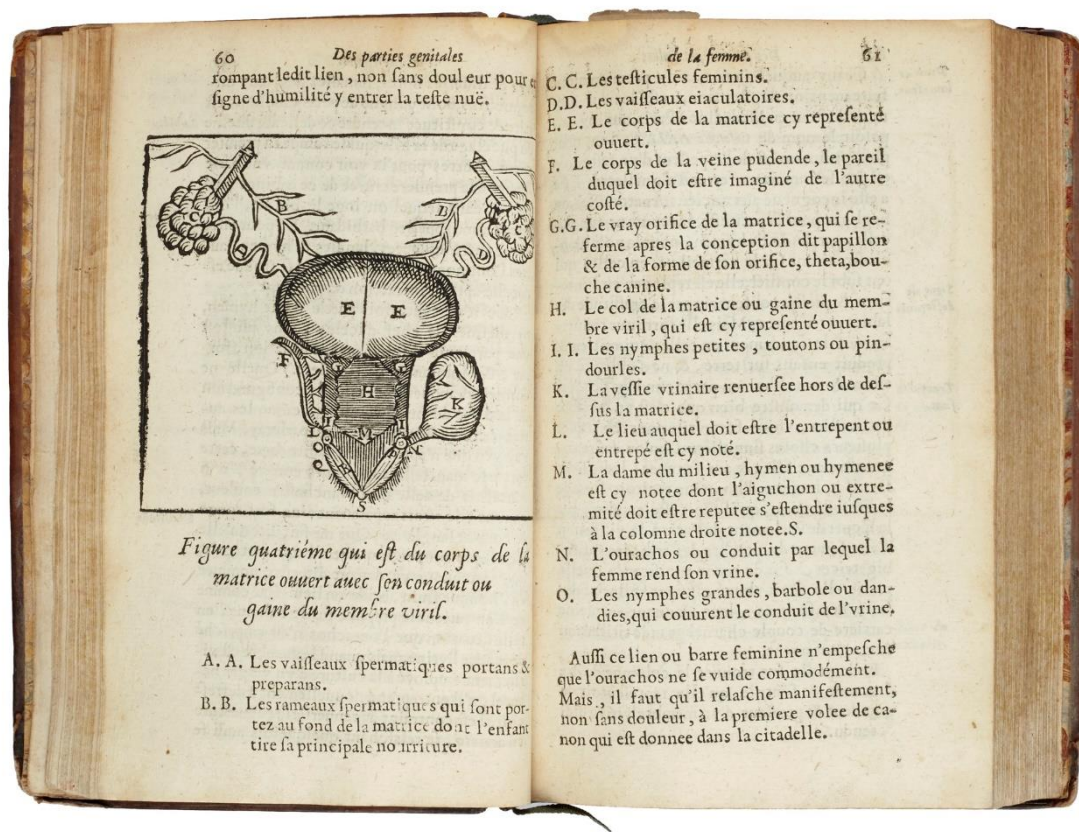 60 Des parties genitales
rompant ledit lien, non ſans doul eur pour
ſigne d'humilité y entrer la teſte nuë.
B
L
D
D
E E
F
G G
H
K
L
I I
M
O
N
H
S
Figure quatriéme qui eſt du corps de la
matrice ouuert auec ſon conduit ou
gaine du membre viril.
A. A. Les vaiſſeaux ſpermatiques portans &
preparans.
B. B. Les rameaux ſpermatiques qui ſont por-
tez au fond de la matrice dont l'enfant
tire ſa principale nourriture.
de la femme. 61
C. C. Les teſticules feminins.
D. D. Les vaiſſeaux eiaculatoires.
E. E. Le corps de la matrice cy repreſenté
ouuert.
F. Le corps de la veine pudende, le pareil
duquel doit eſtre imaginé de l'autre
coſté.
G. G. Le vray orifice de la matrice, qui ſe re-
ferme apres la conception dit papillon
& de la forme de ſon orifice, theta, bou-
che canine.
H. Le col de la matrice ou gaine du mem-
bre viril, qui eſt cy repreſenté ouuert.
I. I. Les nymphes petites, toutons ou pin-
dourles.
K. La veſſie vrinaire renuerſee hors de deſ-
ſus la matrice.
L. Le lieu auquel doit eſtre l'entrepent ou
entrepé eſt cy noté.
M. La dame du milieu, hymen ou hymenee
eſt cy notee dont l'aiguchon ou extre-
mité doit eſtre reputee s'eſtendre iuſques
à la colomne droite notee. S.
N. L'ourachos ou conduit par lequel la
femme rend ſon vrine.
O. Les nymphes grandes, barbole ou dan-
dies, qui couurent le conduit de l'vrine.
Auſſi ce lien ou barre feminine n'empeſche
que l'ourachos ne ſe vuide commodément.
Mais, il faut qu'il relaſche manifeſtement,
non ſans douleur, à la premiere volee de ca-
non qui eſt donnee dans la citadelle.